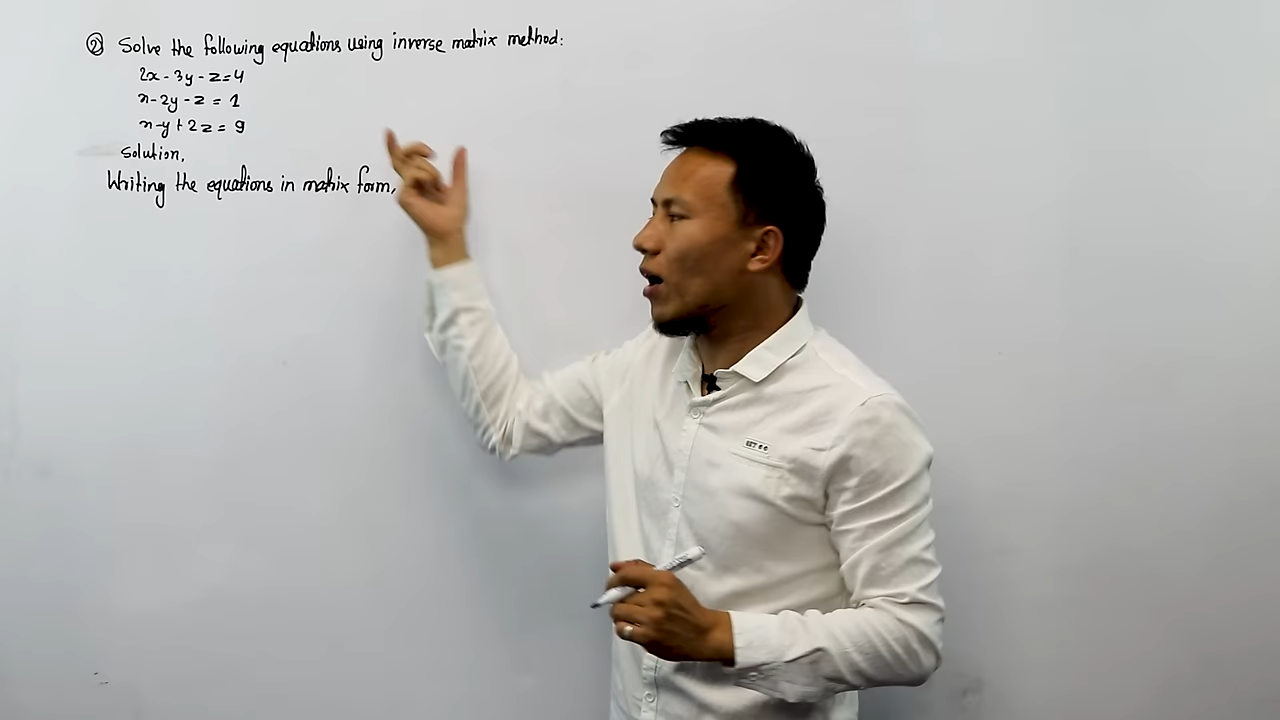 ② Solve the following equations using inverse matrix method:
2x - 3y - z = 4
x - 2y - z = 1
x - y + 2z = 9
Solution,
Writing the equations in matrix form,